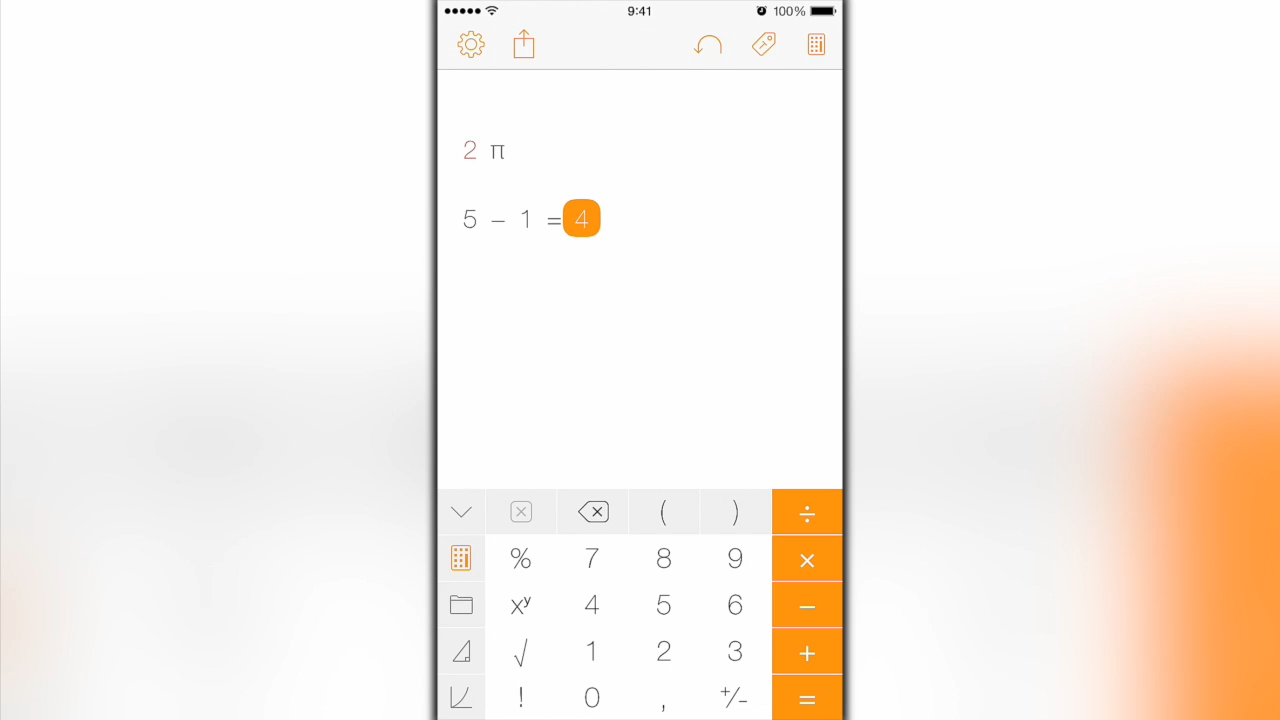 9:41 100%
2 π
5 − 1 = 4
( ) ÷
% 7 8 9 ×
xʸ 4 5 6 −
√ 1 2 3 +
! 0 , +/- =